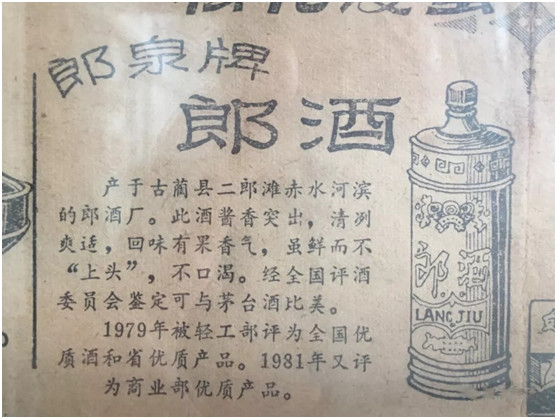 郎泉牌
郎酒
产于古蔺县二郎滩赤水河滨
的郎酒厂。此酒酱香突出，清冽
爽适，回味有果香气，虽鲜而不
“上头”，不口渴。经全国评酒
委员会鉴定可与茅台酒比美。
1979年被轻工部评为全国优
质酒和省优质产品。1981年又评
为商业部优质产品。
郎酒
LANG JIU